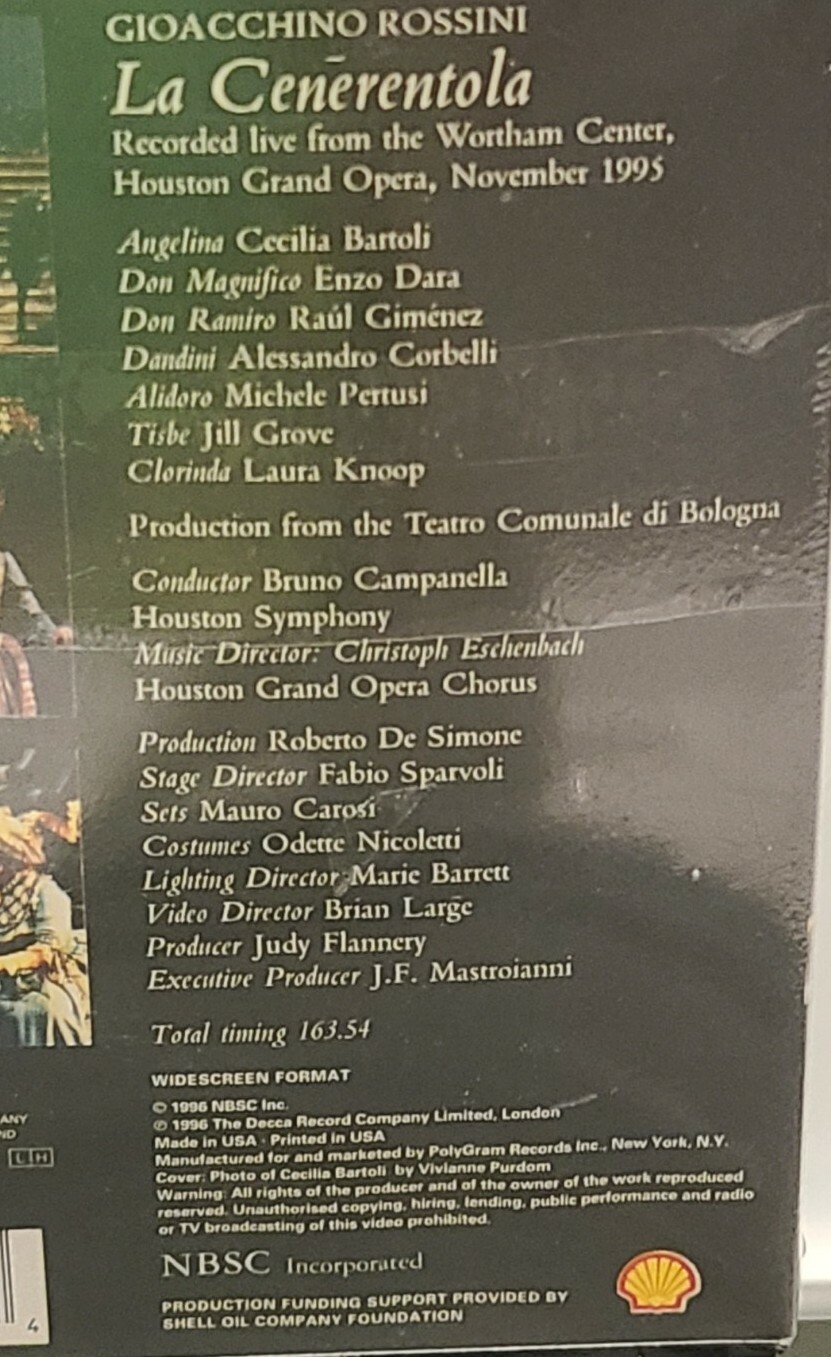 GIOACCHINO ROSSINI
La Cenerentola
Recorded live from the Wortham Center,
Houston Grand Opera, November 1995
Angelina Cecilia Bartoli
Don Magnifico Enzo Dara
Don Ramiro Raúl Giménez
Dandini Alessandro Corbelli
Alidoro Michele Pertusi
Tisbe Jill Grove
Clorinda Laura Knoop
Production from the Teatro Comunale di Bologna
Conductor Bruno Campanella
Houston Symphony
Music Director: Christoph Eschenbach
Houston Grand Opera Chorus
Production Roberto De Simone
Stage Director Fabio Sparvoli
Sets Mauro Carosi
Costumes Odette Nicoletti
Lighting Director Marie Barrett
Video Director Brian Large
Producer Judy Flannery
Executive Producer J.F. Mastroianni
Total timing 163.54
WIDESCREEN FORMAT
© 1996 NBSC Inc.
℗ 1996 The Decca Record Company Limited, London
Made in USA · Printed in USA
Manufactured for and marketed by PolyGram Records Inc., New York, N.Y.
Cover: Photo of Cecilia Bartoli by Vivianne Purdom
Warning: All rights of the producer and of the owner of the work reproduced
reserved. Unauthorised copying, hiring, lending, public performance and radio
or TV broadcasting of this video prohibited.
NBSC Incorporated
PRODUCTION FUNDING SUPPORT PROVIDED BY
SHELL OIL COMPANY FOUNDATION
ANY
ND
LH
4